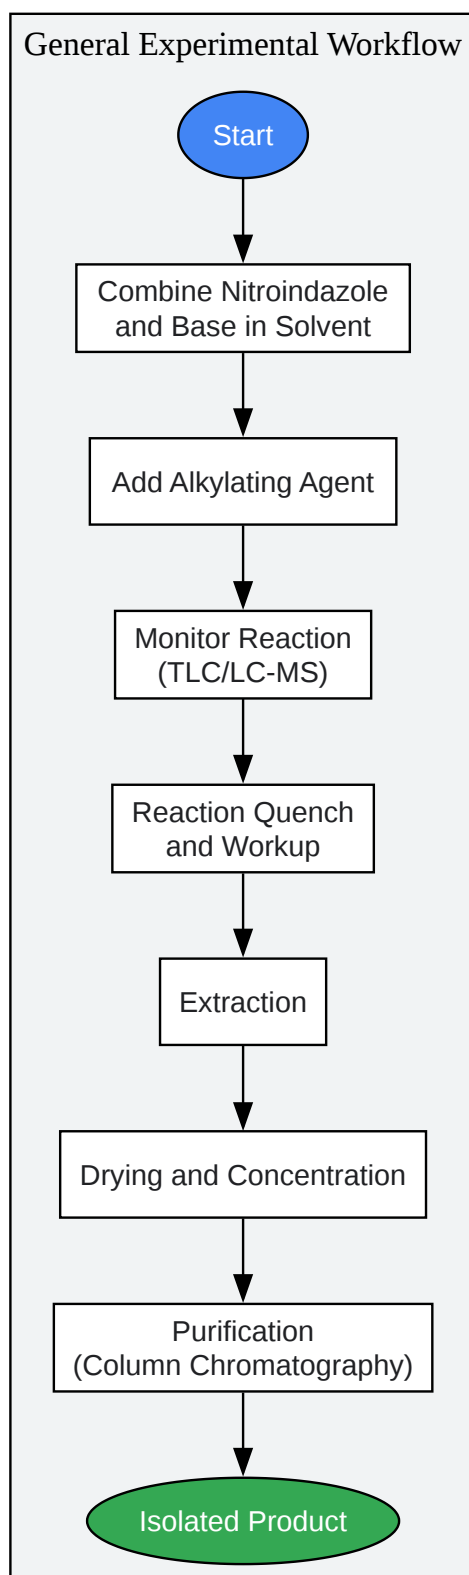 General Experimental Workflow
Start
Combine Nitroindazole
and Base in Solvent
Add Alkylating Agent
Monitor Reaction
(TLC/LC-MS)
Reaction Quench
and Workup
Extraction
Drying and Concentration
Purification
(Column Chromatography)
Isolated Product